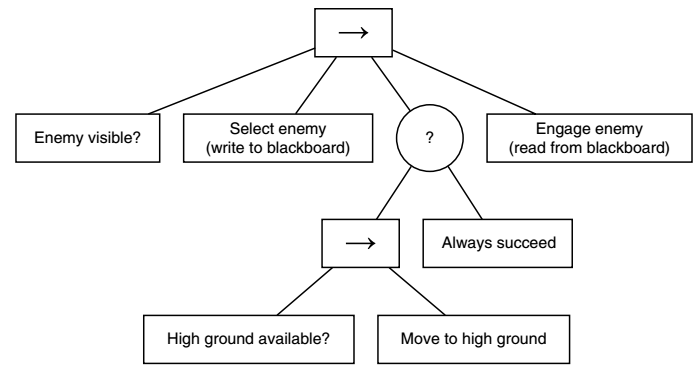 →
Enemy visible?
Select enemy
(write to blackboard)
?
Engage enemy
(read from blackboard)
→
Always succeed
High ground available?
Move to high ground